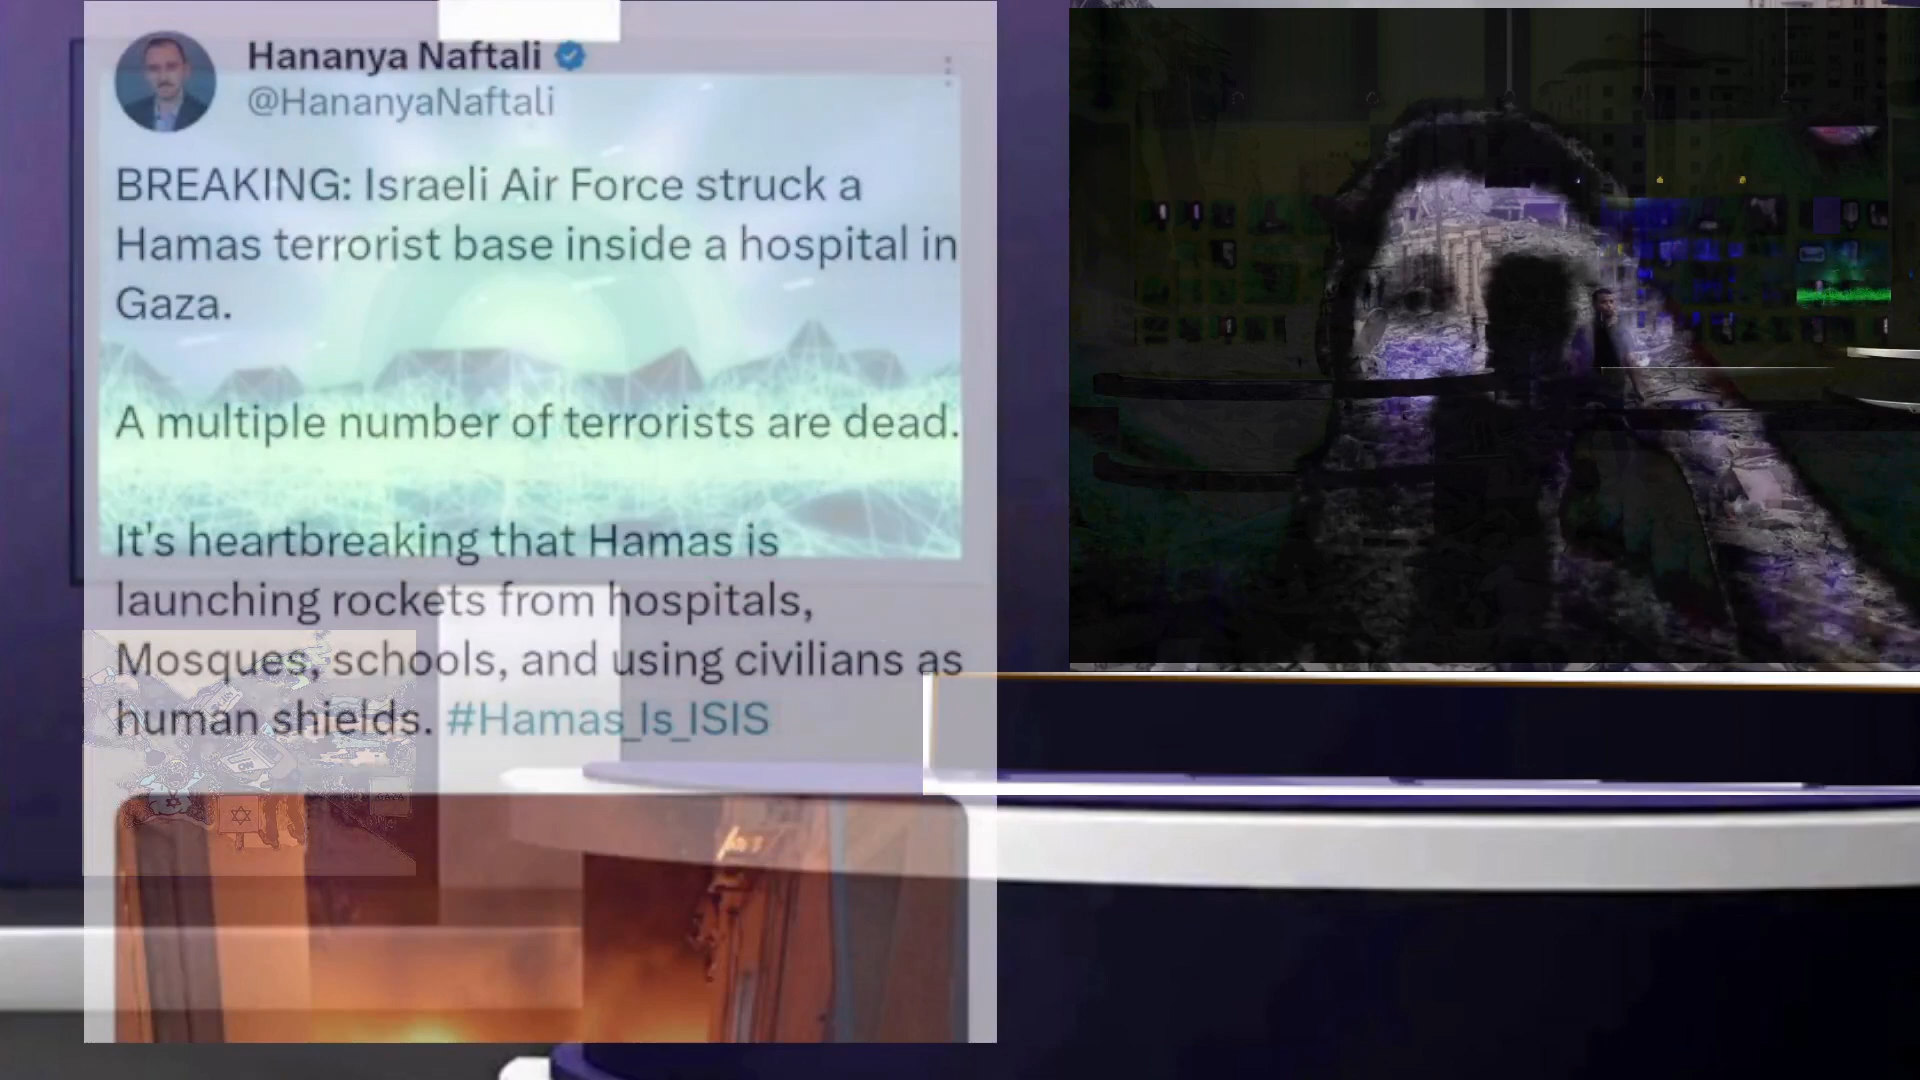 Hananya Naftali
@HananyaNaftali
BREAKING: Israeli Air Force struck a
Hamas terrorist base inside a hospital in
Gaza.
A multiple number of terrorists are dead.
It's heartbreaking that Hamas is
launching rockets from hospitals,
Mosques, schools, and using civilians as
human shields. #Hamas_Is_ISIS
CNN